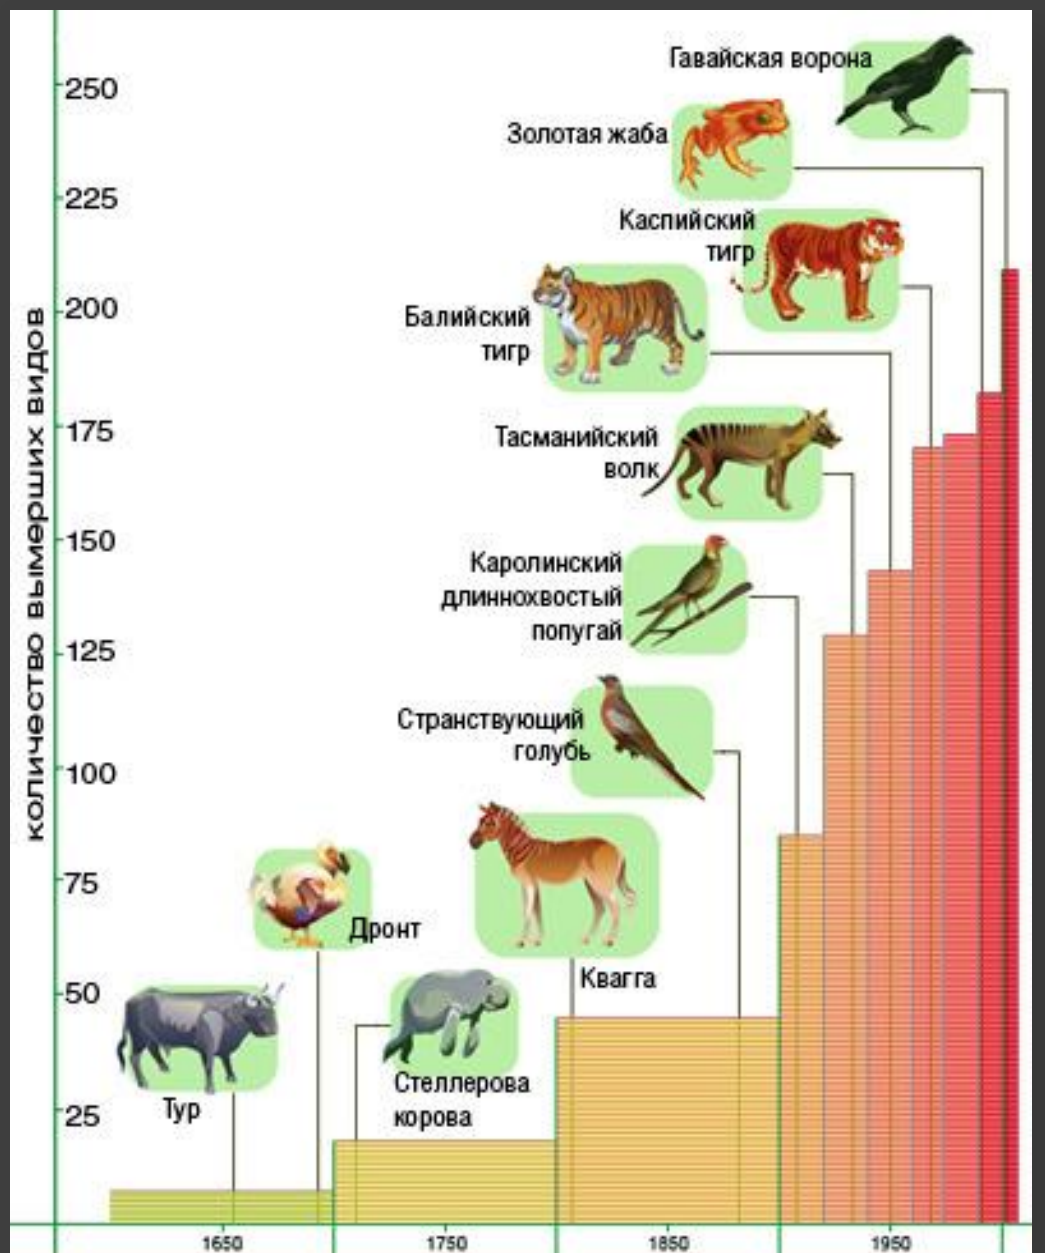 Гавайская ворона
250
Золотая жаба
225
Каспийский
тигр
200
Балийский
тигр
количество вымерших видов
175
Тасманийский
волк
150
Каролинский
длиннохвостый
попугай
125
Странствующий
голубь
100
75
Дронт
50
Квагга
Стеллерова
корова
Тур
25
1650
1750
1850
1950